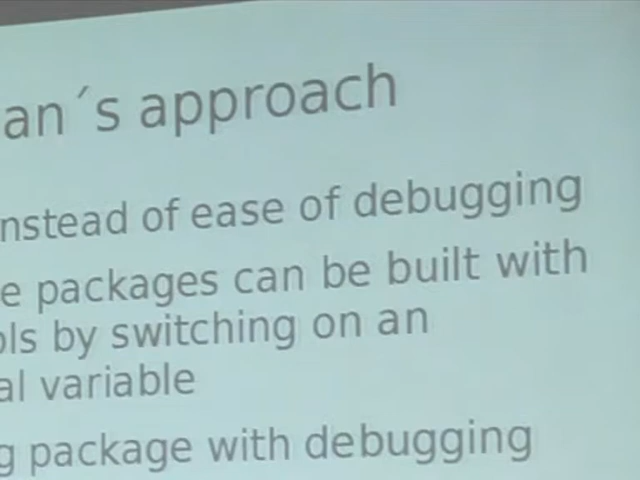 an´s approach
nstead of ease of debugging
e packages can be built with
ols by switching on an
al variable
g package with debugging